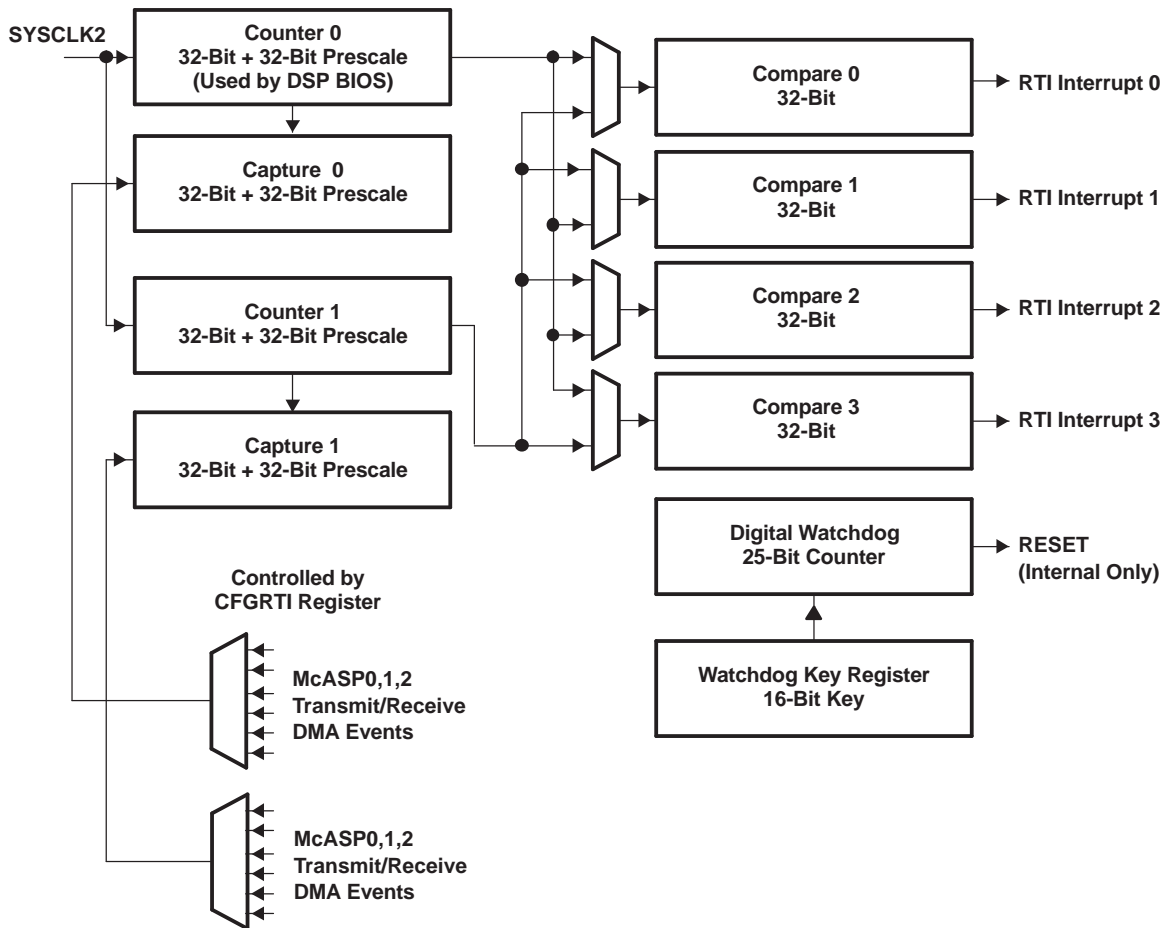 SYSCLK2
Counter 0
32-Bit + 32-Bit Prescale
(Used by DSP BIOS)
Capture 0
32-Bit + 32-Bit Prescale
Counter 1
32-Bit + 32-Bit Prescale
Capture 1
32-Bit + 32-Bit Prescale
Compare 0
32-Bit
RTI Interrupt 0
Compare 1
32-Bit
RTI Interrupt 1
Compare 2
32-Bit
RTI Interrupt 2
Compare 3
32-Bit
RTI Interrupt 3
Digital Watchdog
25-Bit Counter
RESET
(Internal Only)
Watchdog Key Register
16-Bit Key
Controlled by
CFGRTI Register
McASP0,1,2
Transmit/Receive
DMA Events
McASP0,1,2
Transmit/Receive
DMA Events